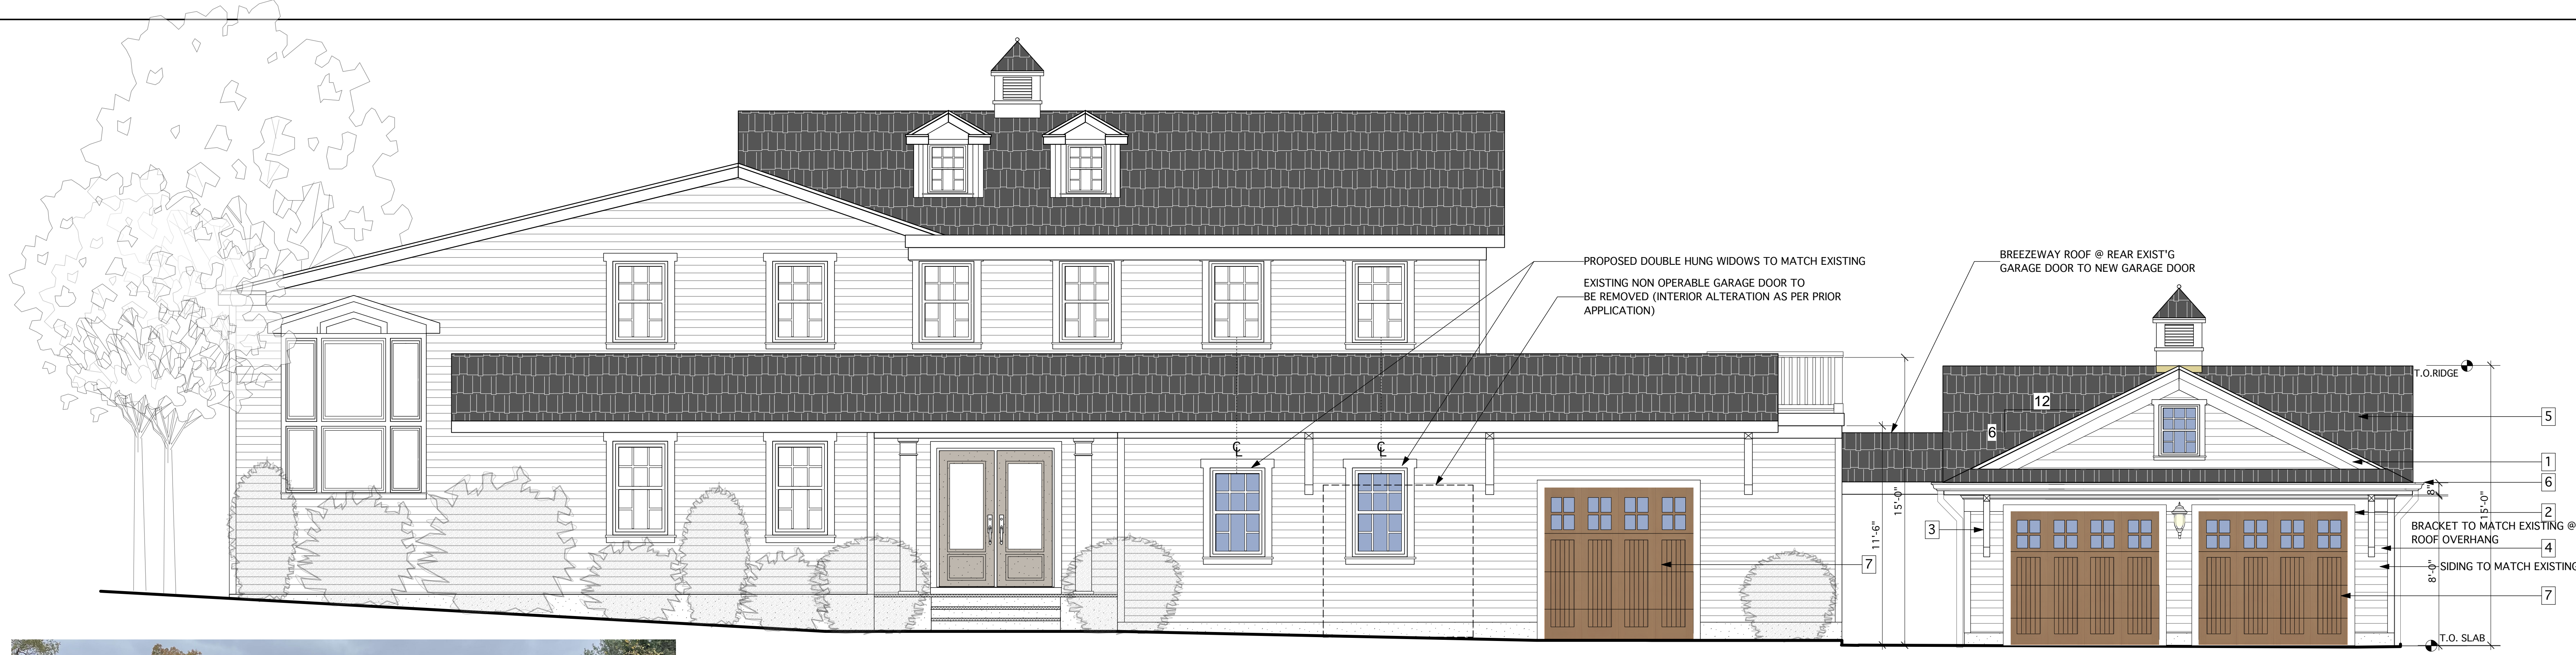 PROPOSED DOUBLE HUNG WIDOWS TO MATCH EXISTING
EXISTING NON OPERABLE GARAGE DOOR TO
BE REMOVED (INTERIOR ALTERATION AS PER PRIOR
APPLICATION)
BREEZEWAY ROOF @ REAR EXIST'G
GARAGE DOOR TO NEW GARAGE DOOR
T.O.RIDGE
12
6
5
1
6
8"
15'-0"
15'-0"
11'-6"
2
3
BRACKET TO MATCH EXISTING @
ROOF OVERHANG
4
SIDING TO MATCH EXISTING
8'-0"
7
7
T.O. SLAB
℄
℄